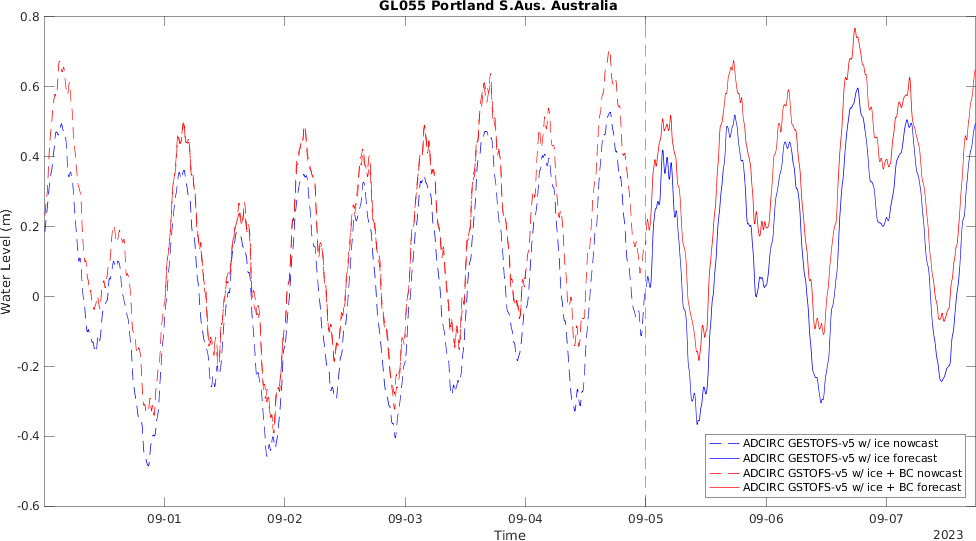 GL055 Portland S.Aus. Australia
0.8
0.6
0.4
0.2
0
-0.2
-0.4
-0.6
Water Level (m)
09-01
09-02
09-03
09-04
09-05
09-06
09-07
Time
2023
ADCIRC GESTOFS-v5 w/ ice nowcast
ADCIRC GESTOFS-v5 w/ ice forecast
ADCIRC GSTOFS-v5 w/ ice + BC nowcast
ADCIRC GSTOFS-v5 w/ ice + BC forecast